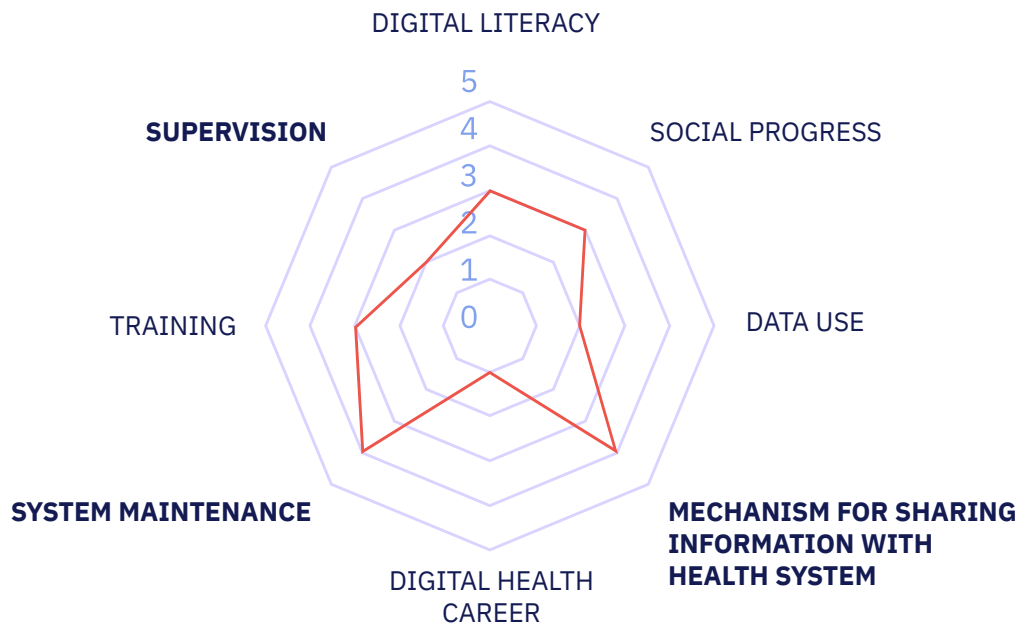 DIGITAL LITERACY
5
SUPERVISION
4
SOCIAL PROGRESS
3
2
1
0
TRAINING
DATA USE
SYSTEM MAINTENANCE
MECHANISM FOR SHARING
INFORMATION WITH
HEALTH SYSTEM
DIGITAL HEALTH
CAREER